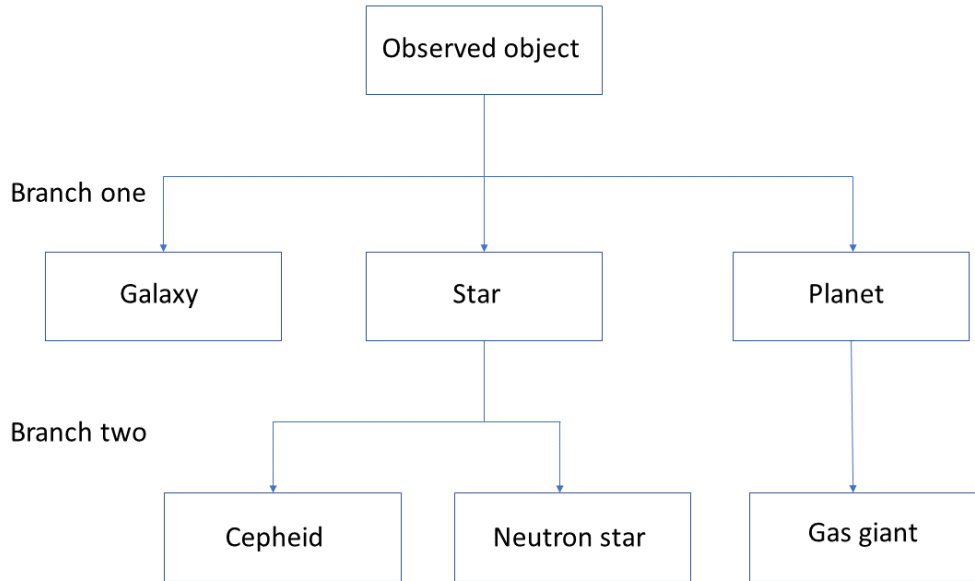 Observed object
Branch one
Galaxy
Star
Planet
Branch two
Cepheid
Neutron star
Gas giant